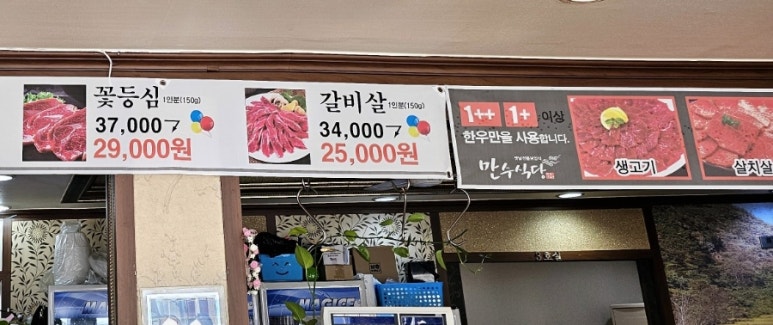 꽃등심 1인분(150g)
37,000
29,000원
갈비살 1인분(150g)
34,000
25,000원
1++ 1+ 이상
한우만을 사용합니다.
만수식당
생고기
살치살